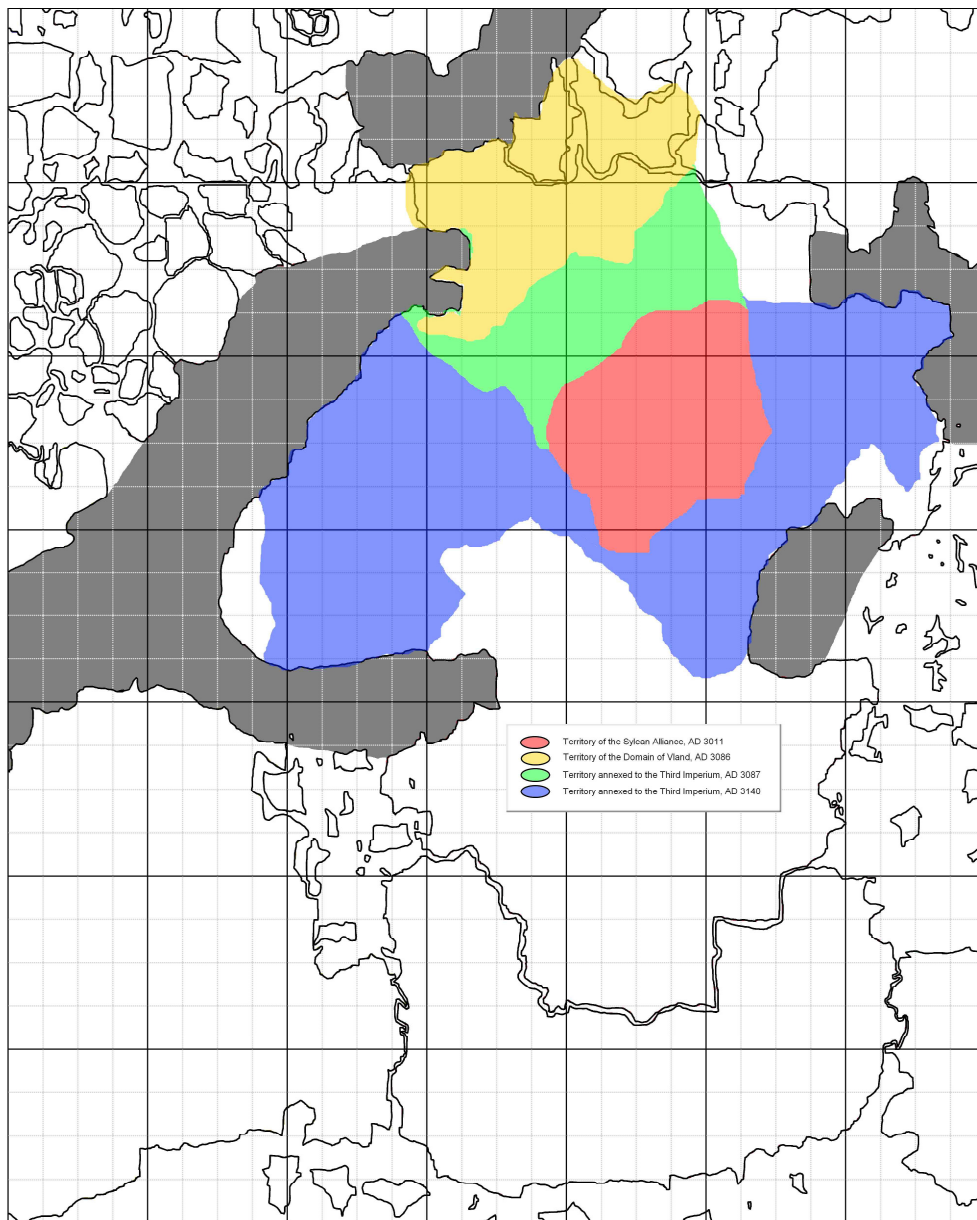 Territory of the Sylean Alliance, AD 3011
Territory of the Domain of Vland, AD 3086
Territory annexed to the Third Imperium, AD 3087
Territory annexed to the Third Imperium, AD 3140